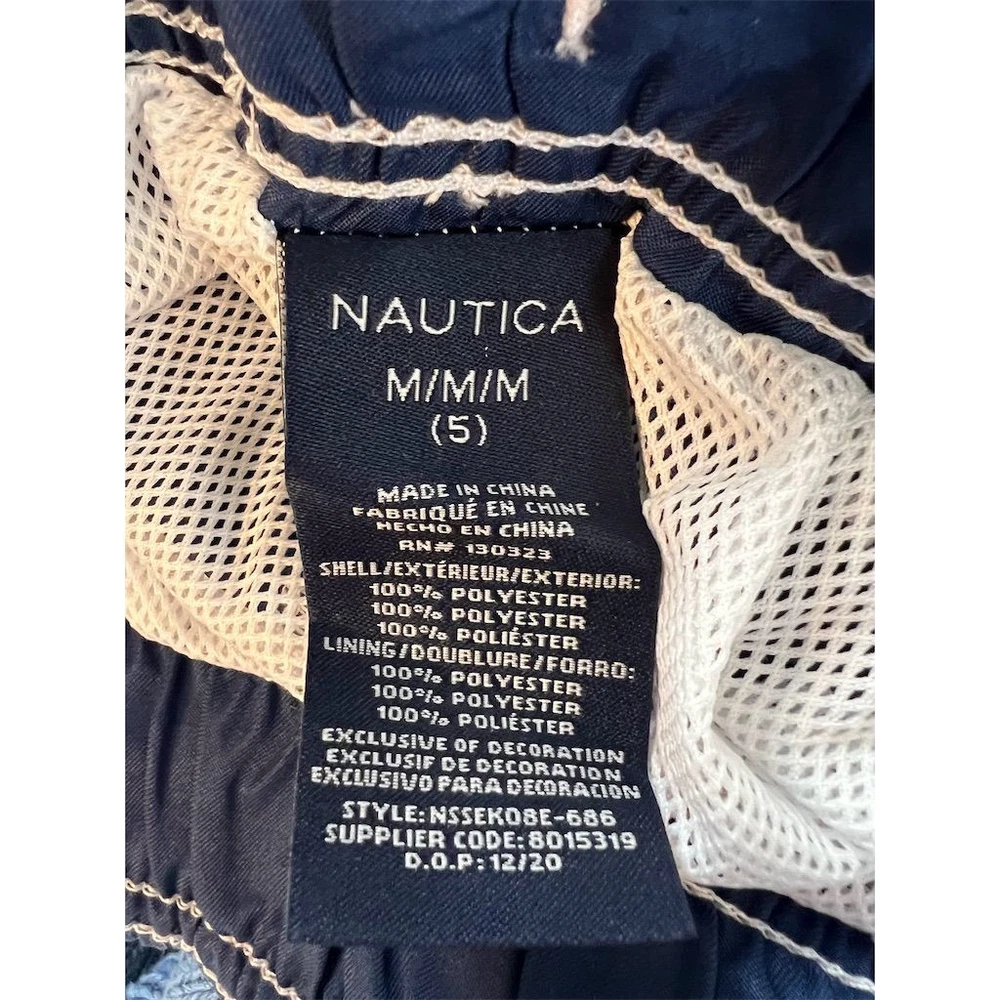 NAUTICA
M/M/M
(5)
MADE IN CHINA
FABRIQUÉ EN CHINE
HECHO EN CHINA
RN# 130323
SHELL/EXTÉRIEUR/EXTERIOR:
100% POLYESTER
100% POLYESTER
100% POLIÉSTER
LINING/DOUBLURE/FORRO:
100% POLYESTER
100% POLYESTER
100% POLIÉSTER
EXCLUSIVE OF DECORATION
EXCLUSIF DE DECORATION
EXCLUSIVO PARA DECORACION
STYLE:NSSEK08E-686
SUPPLIER CODE:8015319
D.O.P:12/20